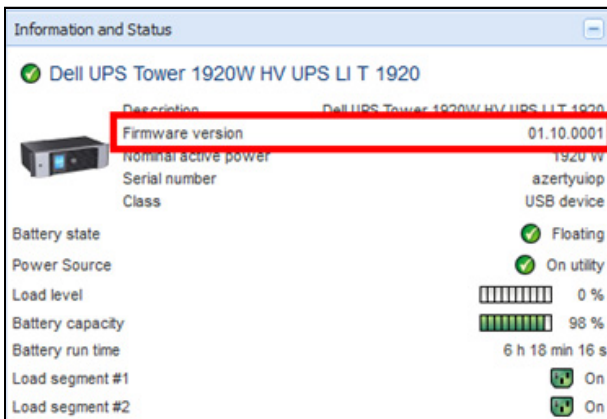 Information and Status
Dell UPS Tower 1920W HV UPS LI T 1920
Description Dell UPS Tower 1920W HV UPS LI T 1920
Firmware version 01.10.0001
Nominal active power 1920 W
Serial number azertyuiop
Class USB device
Battery state Floating
Power Source On utility
Load level 0 %
Battery capacity 98 %
Battery run time 6 h 18 min 16 s
Load segment #1 On
Load segment #2 On